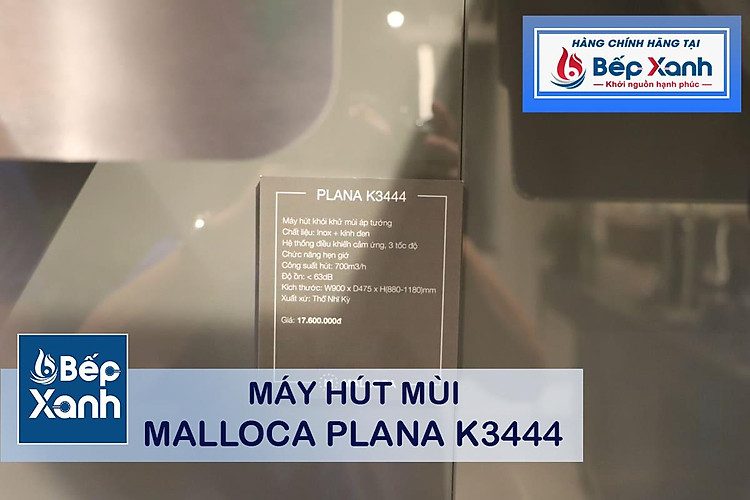 HÀNG CHÍNH HÃNG TẠI
Bếp Xanh
Khơi nguồn hạnh phúc
PLANA K3444
Máy hút khói khử mùi áp tường
Chất liệu: Inox + kính đen
Hệ thống điều khiển cảm ứng, 3 tốc độ
Chức năng hẹn giờ
Công suất hút: 700m3/h
Độ ồn: < 63dB
Kích thước: W900 x D475 x H(880-1180)mm
Xuất xứ: Thổ Nhĩ Kỳ
Giá: 17.600.000đ
Bếp
Xanh
MÁY HÚT MÙI
MALLOCA PLANA K3444